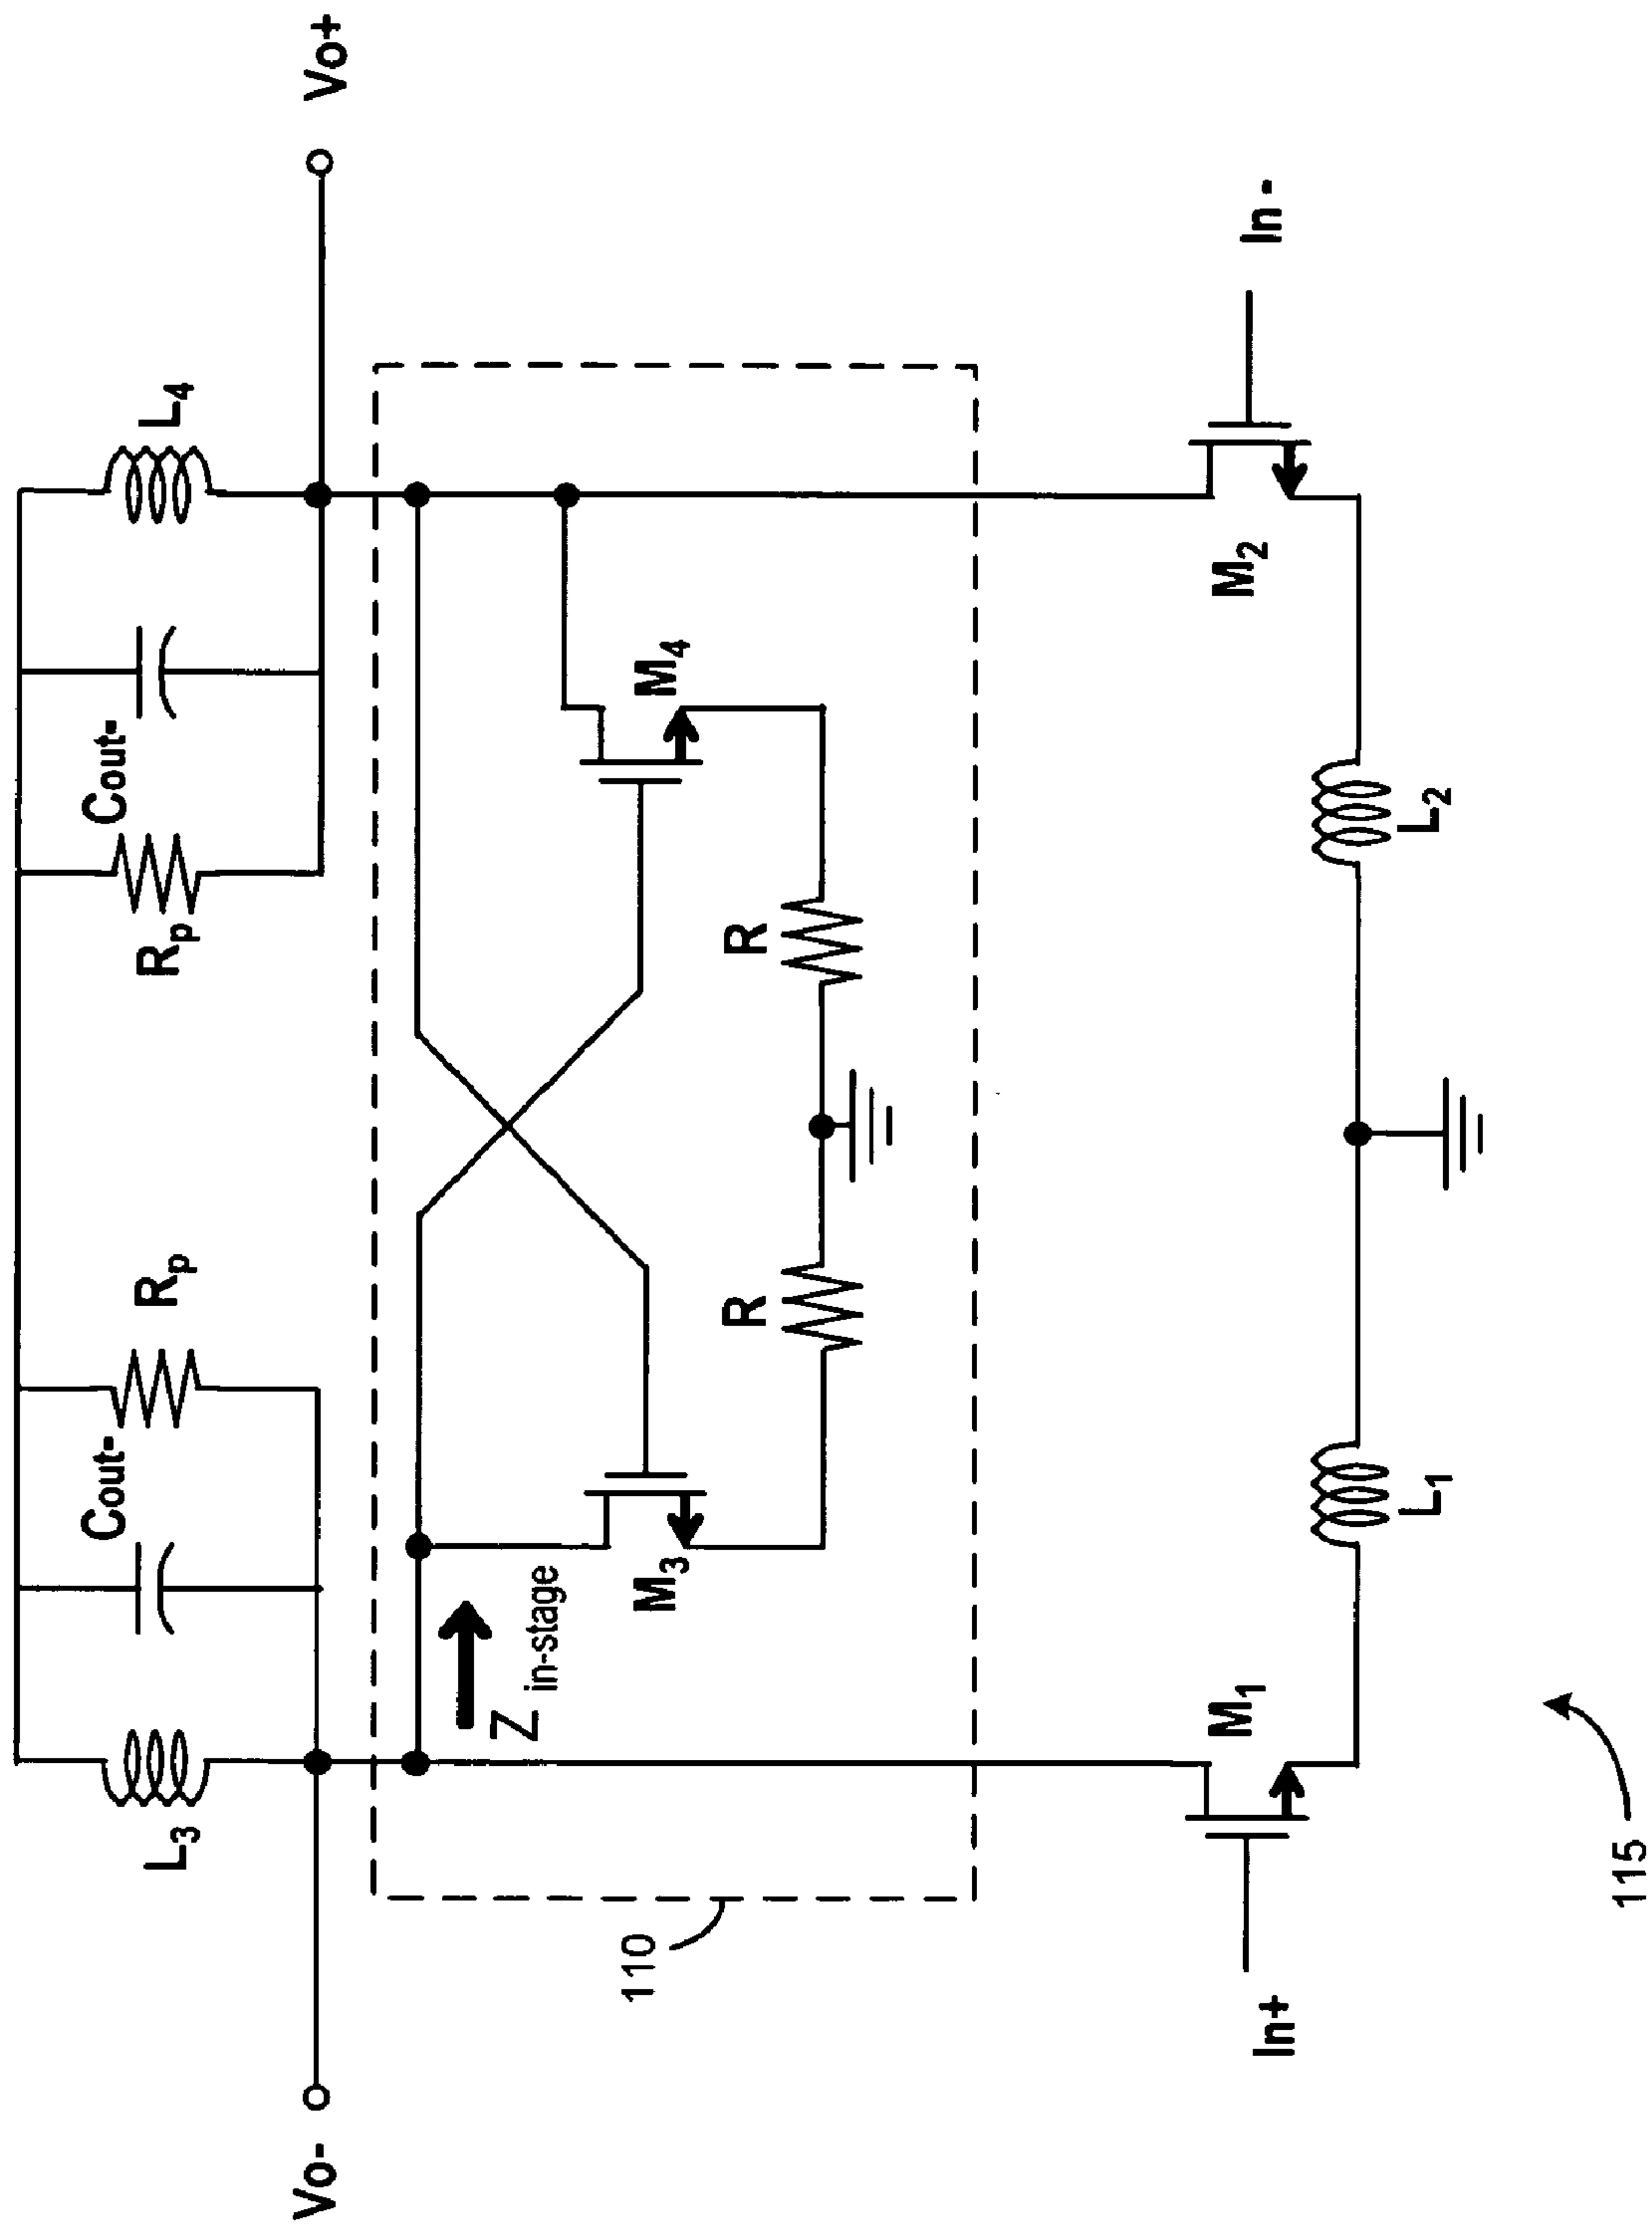 Vo-
Vo+
L3
Cout-
Rp
Rp
Cout-
L4
110
Z in-stage
M3
R
R
M4
In+
M1
M2
In -
L1
L2
115